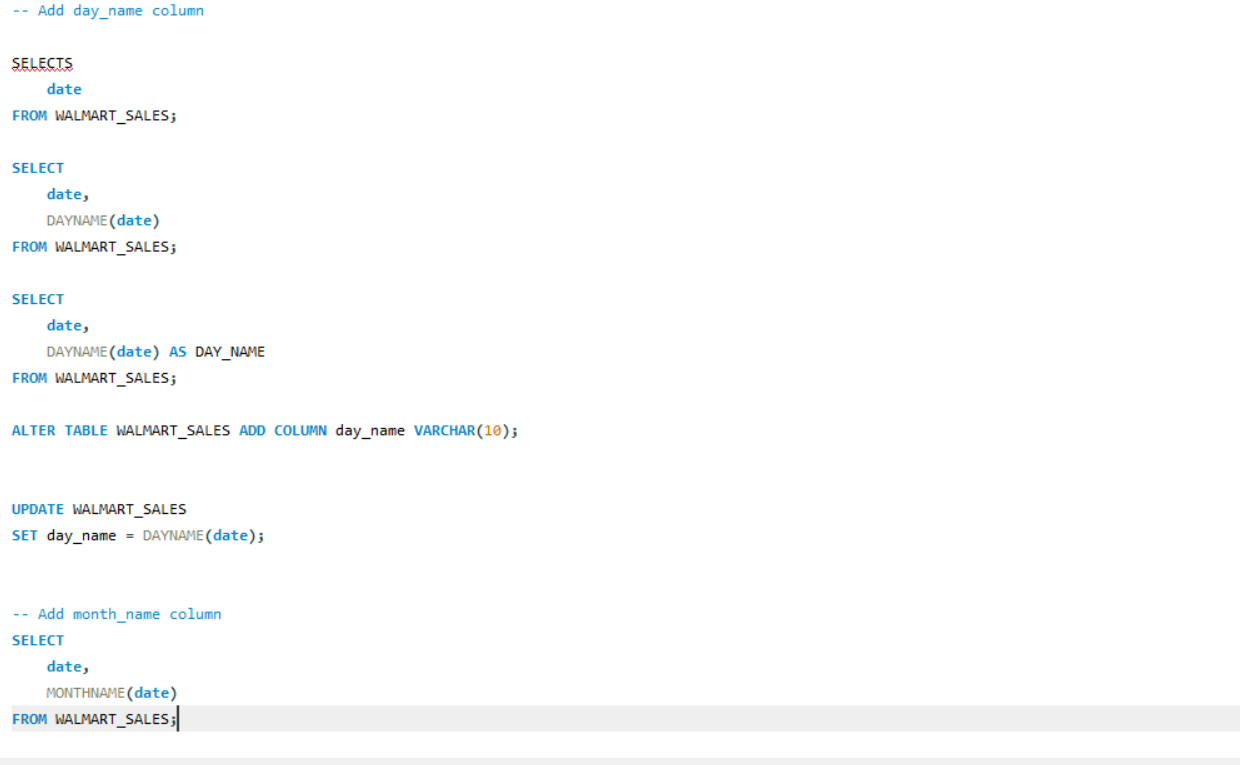 -- Add day_name column
SELECTS
date
FROM WALMART_SALES;
SELECT
date,
DAYNAME(date)
FROM WALMART_SALES;
SELECT
date,
DAYNAME(date) AS DAY_NAME
FROM WALMART_SALES;
ALTER TABLE WALMART_SALES ADD COLUMN day_name VARCHAR(10);
UPDATE WALMART_SALES
SET day_name = DAYNAME(date);
-- Add month_name column
SELECT
date,
MONTHNAME(date)
FROM WALMART_SALES;